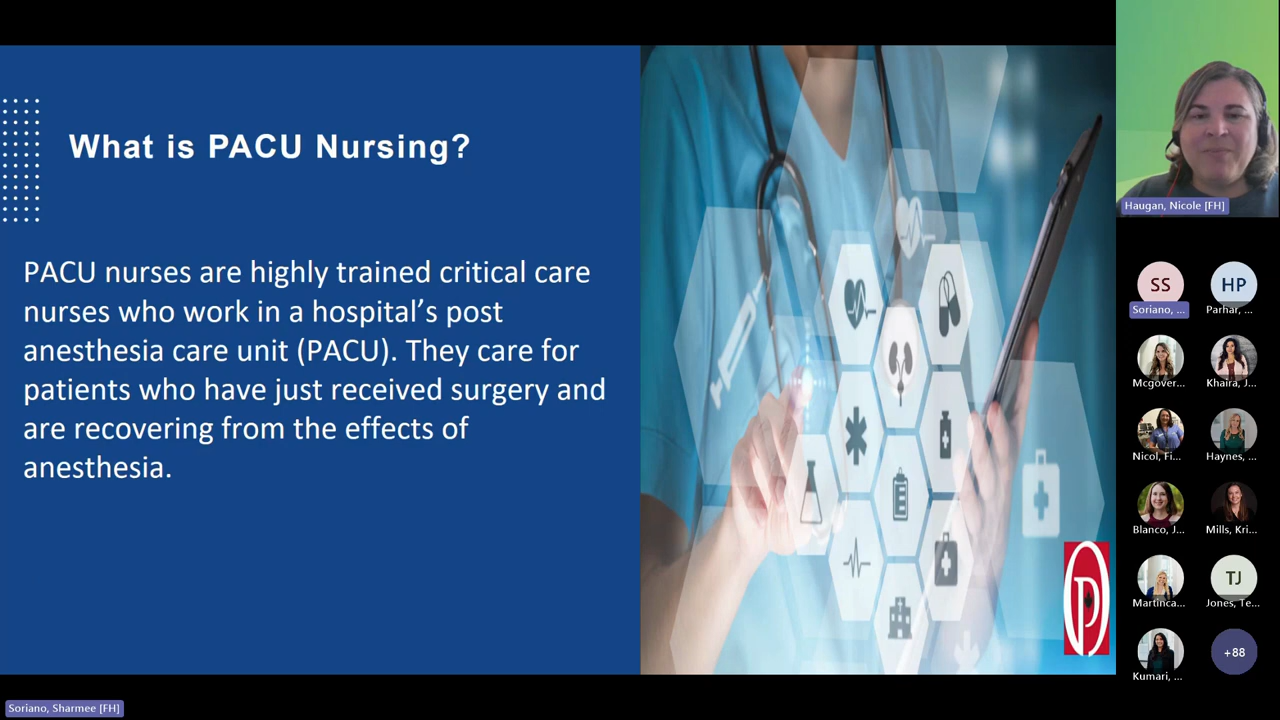 What is PACU Nursing?
PACU nurses are highly trained critical care
nurses who work in a hospital’s post
anesthesia care unit (PACU). They care for
patients who have just received surgery and
are recovering from the effects of
anesthesia.
Haugan, Nicole [FH]
SS
HP
Soriano, ...
Parhar, ...
Mcgover...
Khaira, J...
Nicol, Fi...
Haynes, ...
Blanco, J...
Mills, Kri...
TJ
Martinca...
Jones, Te...
Kumari, ...
+88
Soriano, Sharmee [FH]